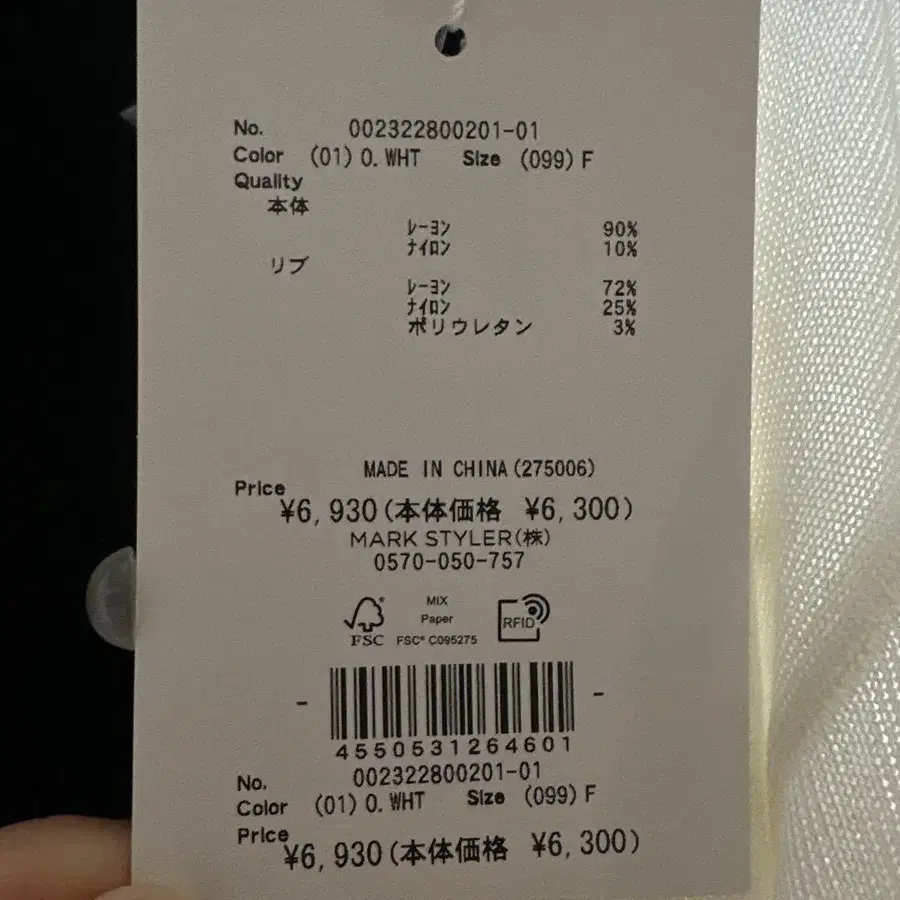 No. 002322800201-01
Color (01) O. WHT Size (099) F
Quality
本体
ﾚｰﾖﾝ 90%
ﾅｲﾛﾝ 10%
リブ
ﾚｰﾖﾝ 72%
ﾅｲﾛﾝ 25%
ポリウレタン 3%
MADE IN CHINA (275006)
Price ¥6,930(本体価格 ¥6,300)
MARK STYLER(株)
0570-050-757
MIX
Paper
FSC® FSC® C095275
RFID
4550531264601
No. 002322800201-01
Color (01) O. WHT Size (099) F
Price ¥6,930(本体価格 ¥6,300)